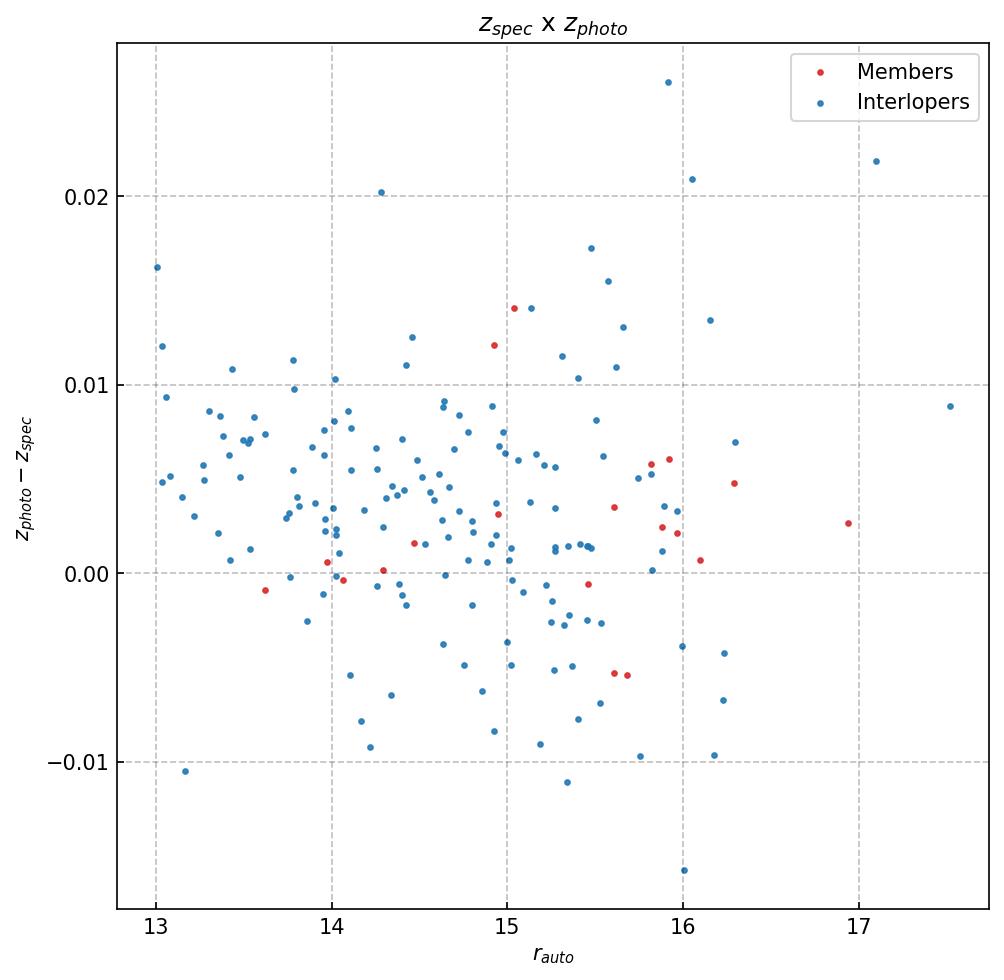 z_spec x z_photo
Members
Interlopers
0.02
0.01
0.00
−0.01
z_photo − z_spec
13 14 15 16 17
r_auto